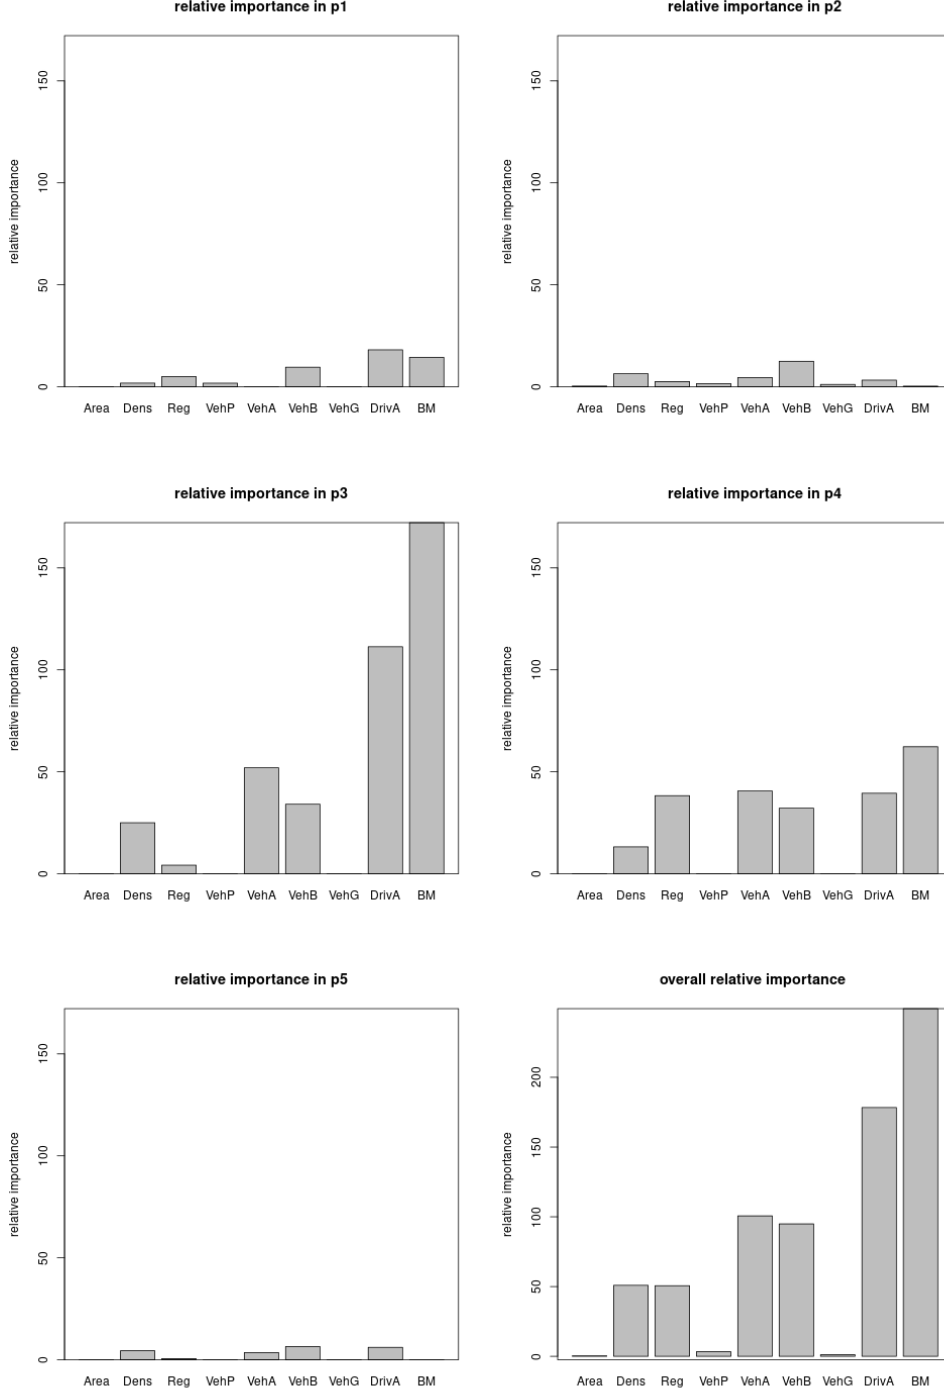 relative importance in p1
relative importance
150
100
50
0
Area Dens Reg VehP VehA VehB VehG DrivA BM
relative importance in p2
relative importance
150
100
50
0
Area Dens Reg VehP VehA VehB VehG DrivA BM
relative importance in p3
relative importance
150
100
50
0
Area Dens Reg VehP VehA VehB VehG DrivA BM
relative importance in p4
relative importance
150
100
50
0
Area Dens Reg VehP VehA VehB VehG DrivA BM
relative importance in p5
relative importance
150
100
50
0
Area Dens Reg VehP VehA VehB VehG DrivA BM
overall relative importance
relative importance
200
150
100
50
0
Area Dens Reg VehP VehA VehB VehG DrivA BM